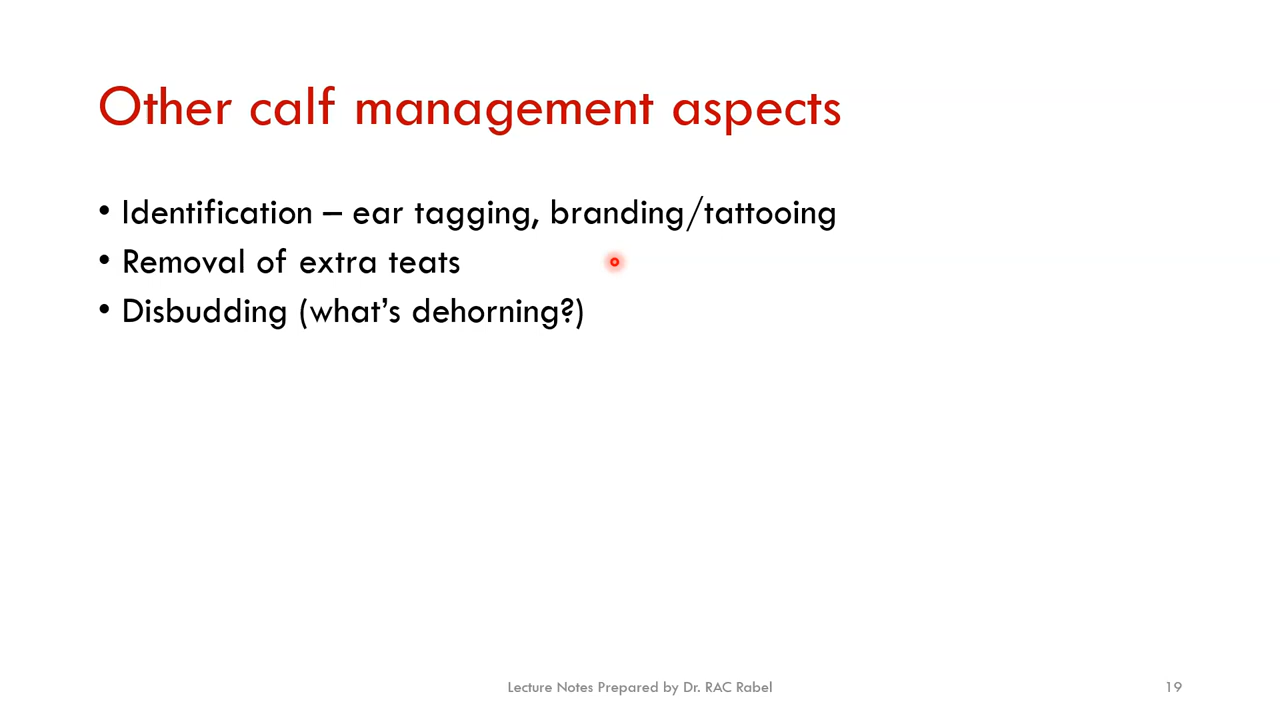 Other calf management aspects
• Identification – ear tagging, branding/tattooing
• Removal of extra teats
• Disbudding (what’s dehorning?)
Lecture Notes Prepared by Dr. RAC Rabel
19